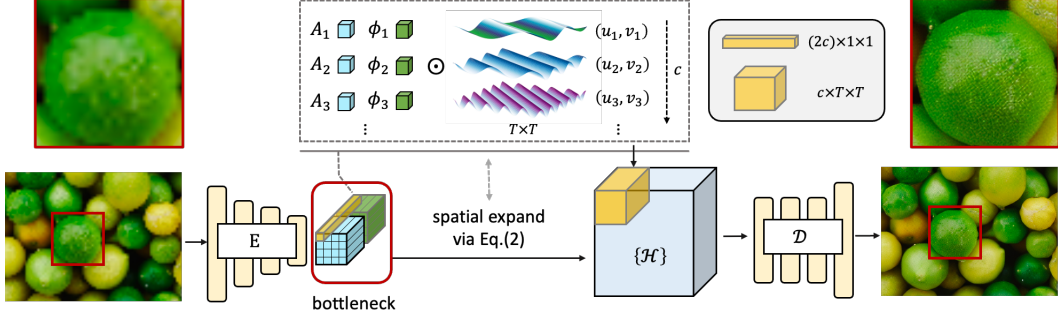 A₁ ϕ₁ (u₁, v₁)
A₂ ϕ₂ ⊙ (u₂, v₂) c
A₃ ϕ₃ (u₃, v₃)
⋮ T×T ⋮
(2c)×1×1
c×T×T
E
spatial expand
via Eq.(2)
{ℋ}
𝒟
bottleneck